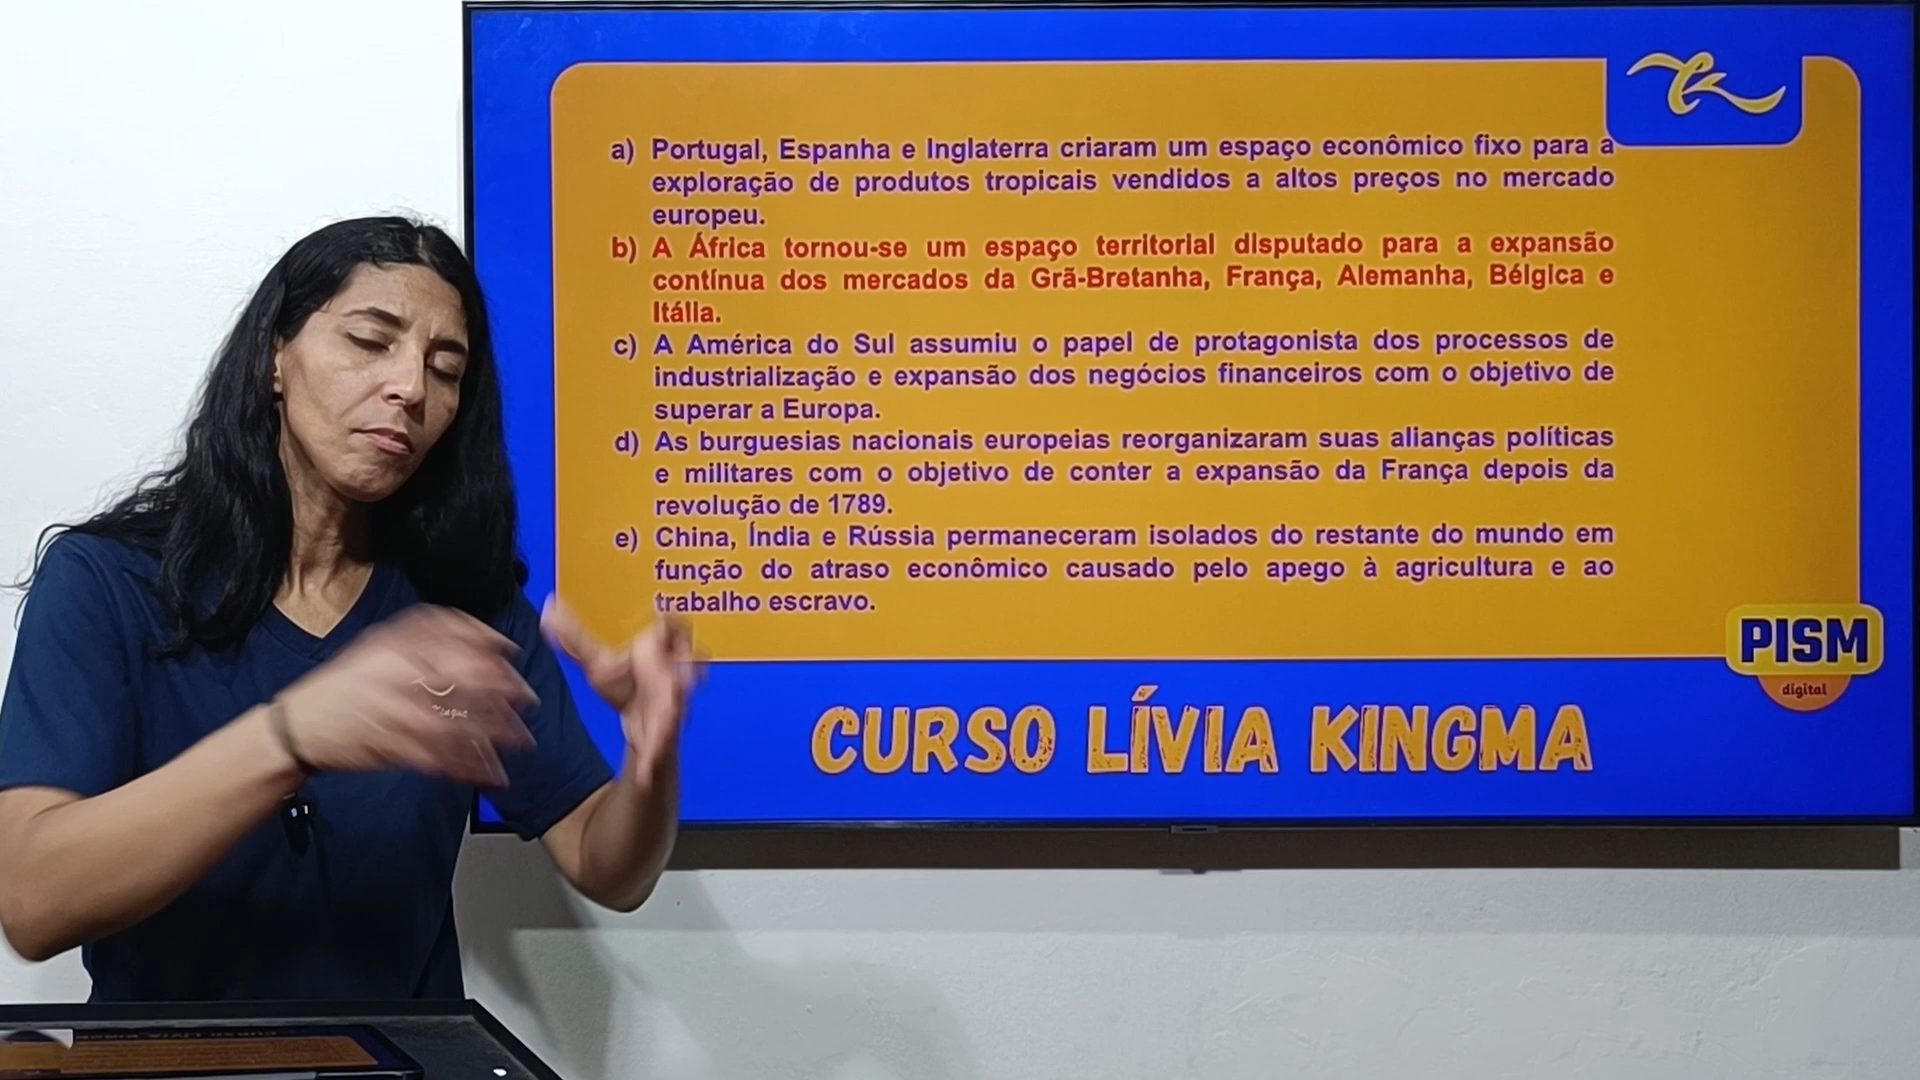 a) Portugal, Espanha e Inglaterra criaram um espaço econômico fixo para a
exploração de produtos tropicais vendidos a altos preços no mercado
europeu.
b) A África tornou-se um espaço territorial disputado para a expansão
contínua dos mercados da Grã-Bretanha, França, Alemanha, Bélgica e
Itália.
c) A América do Sul assumiu o papel de protagonista dos processos de
industrialização e expansão dos negócios financeiros com o objetivo de
superar a Europa.
d) As burguesias nacionais europeias reorganizaram suas alianças políticas
e militares com o objetivo de conter a expansão da França depois da
revolução de 1789.
e) China, Índia e Rússia permaneceram isolados do restante do mundo em
função do atraso econômico causado pelo apego à agricultura e ao
trabalho escravo.
PISM
digital
CURSO LÍVIA KINGMA